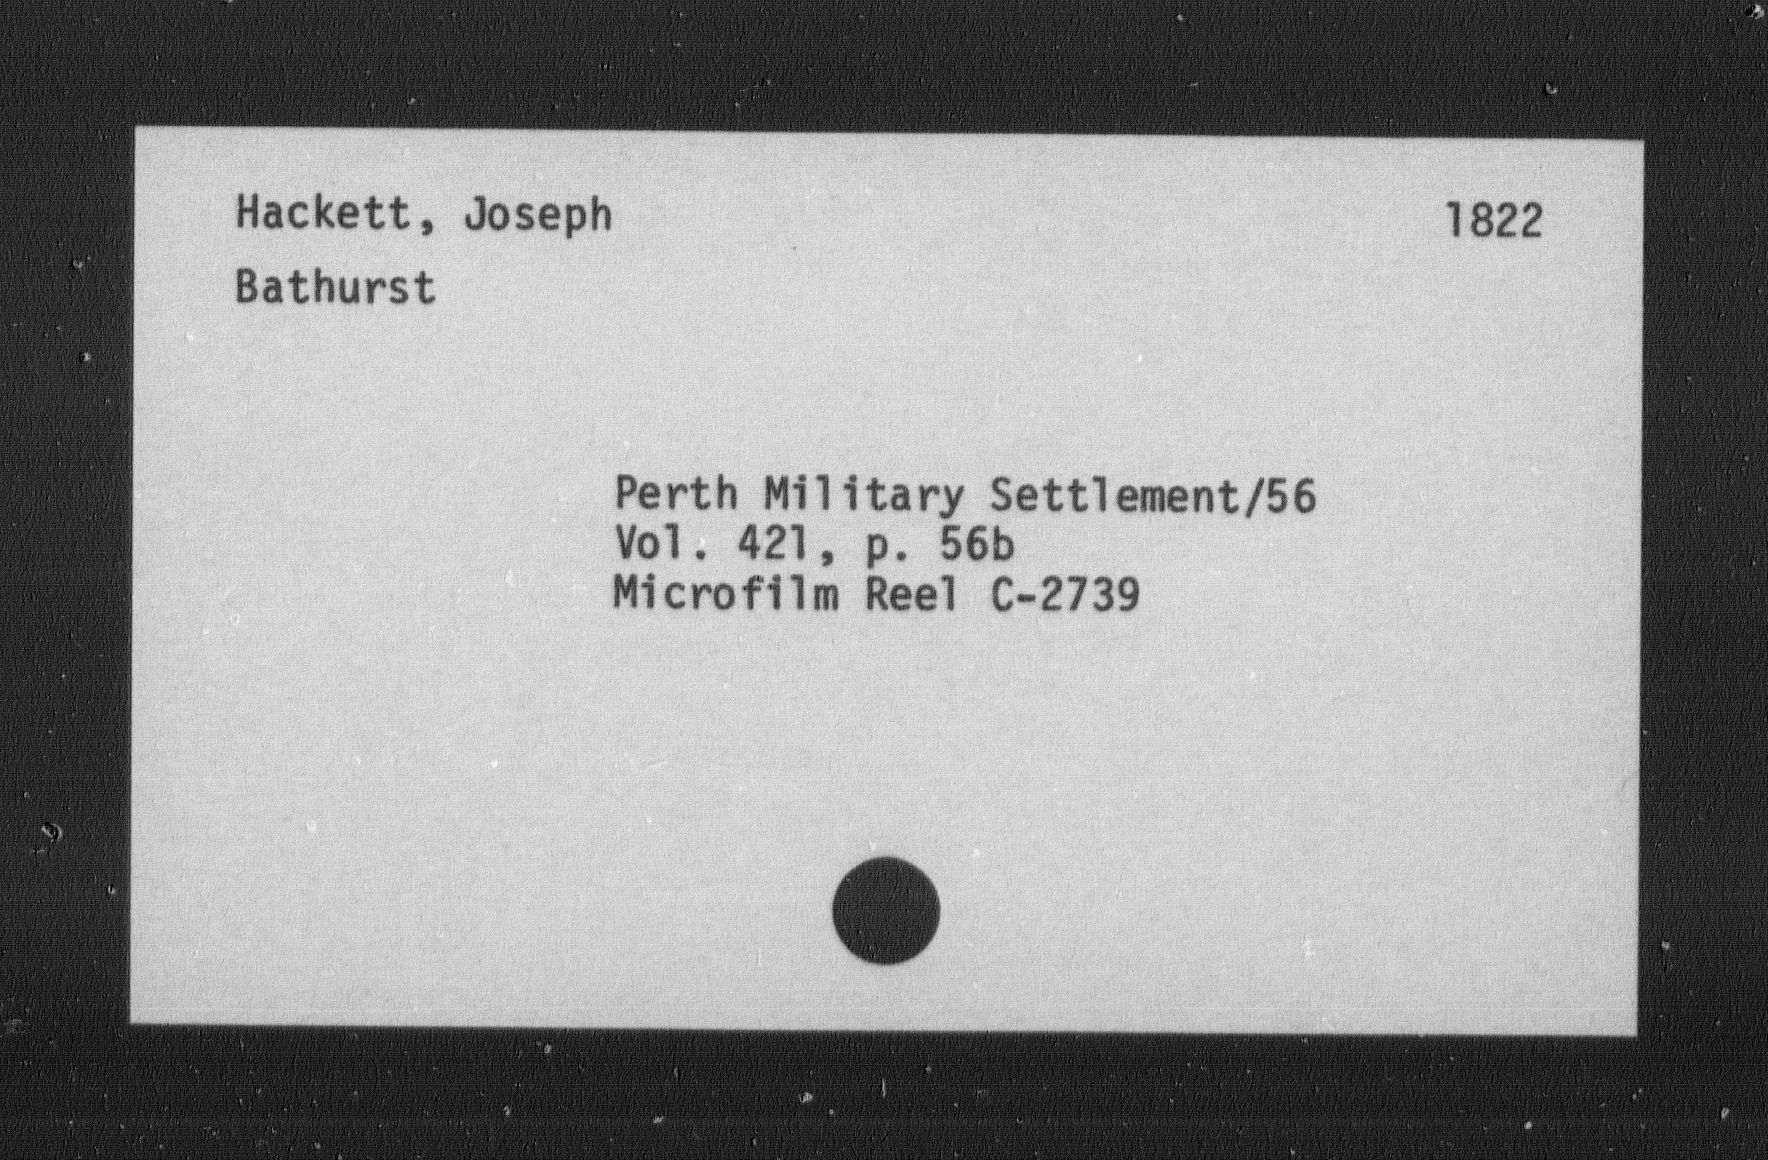 Hackett, Joseph 1822
Bathurst
Perth Military Settlement/56
Vol. 421, p. 56b
Microfilm Reel C-2739